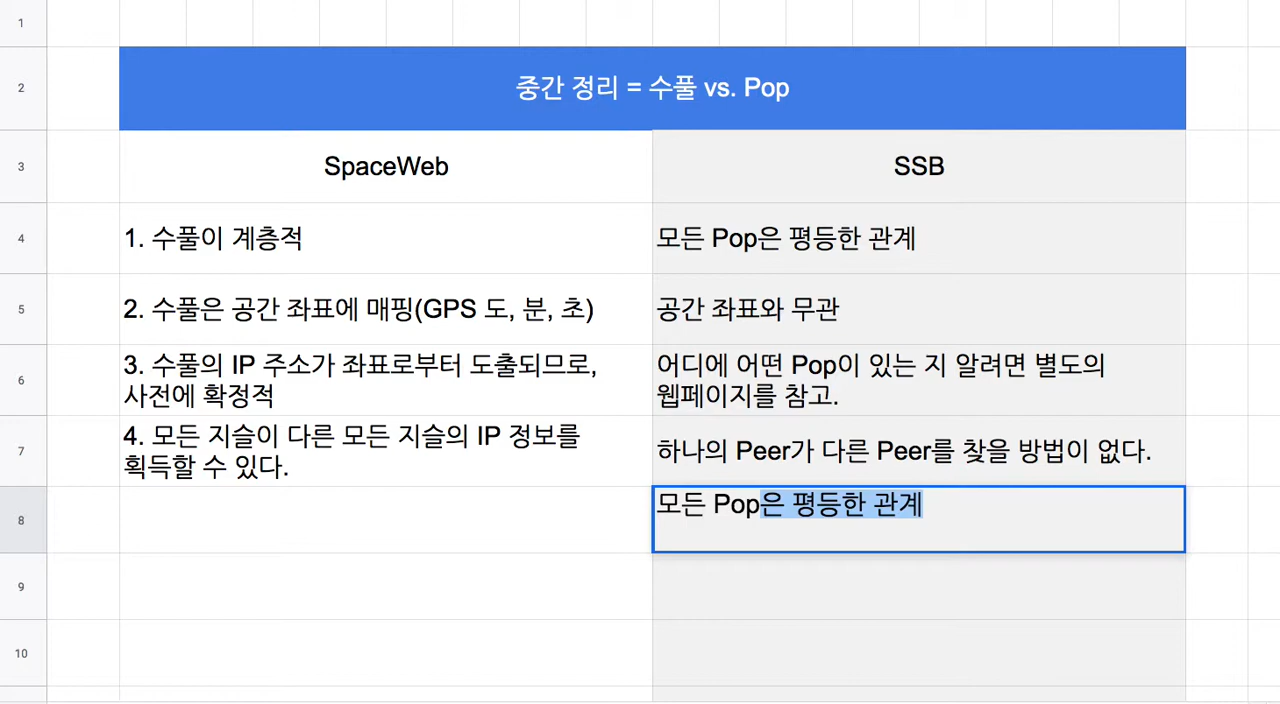 1
2
중간 정리 = 수풀 vs. Pop
3
SpaceWeb
SSB
4
1. 수풀이 계층적
모든 Pop은 평등한 관계
5
2. 수풀은 공간 좌표에 매핑(GPS 도, 분, 초)
공간 좌표와 무관
6
3. 수풀의 IP 주소가 좌표로부터 도출되므로,
사전에 확정적
어디에 어떤 Pop이 있는 지 알려면 별도의
웹페이지를 참고.
7
4. 모든 지슬이 다른 모든 지슬의 IP 정보를
획득할 수 있다.
하나의 Peer가 다른 Peer를 찾을 방법이 없다.
8
모든 Pop은 평등한 관계
9
10